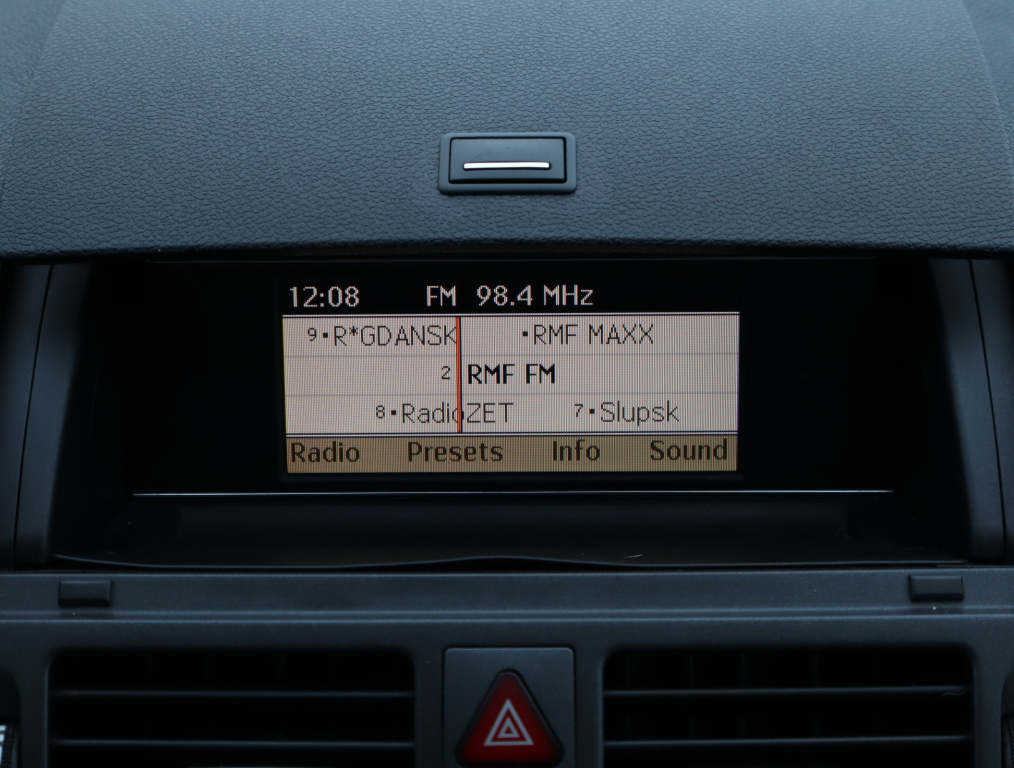 12:08 FM 98.4 MHz
9▪R*GDANSK ▪RMF MAXX
2 RMF FM
8▪RadioZET 7▪Slupsk
Radio Presets Info Sound